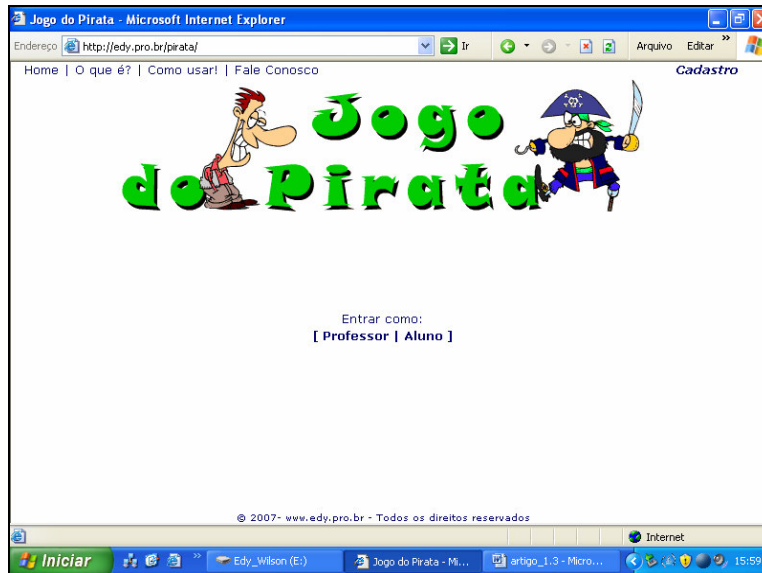 Jogo do Pirata - Microsoft Internet Explorer
Endereço http://edy.pro.br/pirata/ Ir Arquivo Editar »
Home | O que é? | Como usar! | Fale Conosco Cadastro
Jogo
do Pirata
Entrar como:
[ Professor | Aluno ]
© 2007- www.edy.pro.br - Todos os direitos reservados
Internet
Iniciar » Edy_Wilson (E:) Jogo do Pirata - Mi... artigo_1.3 - Micro... 15:59